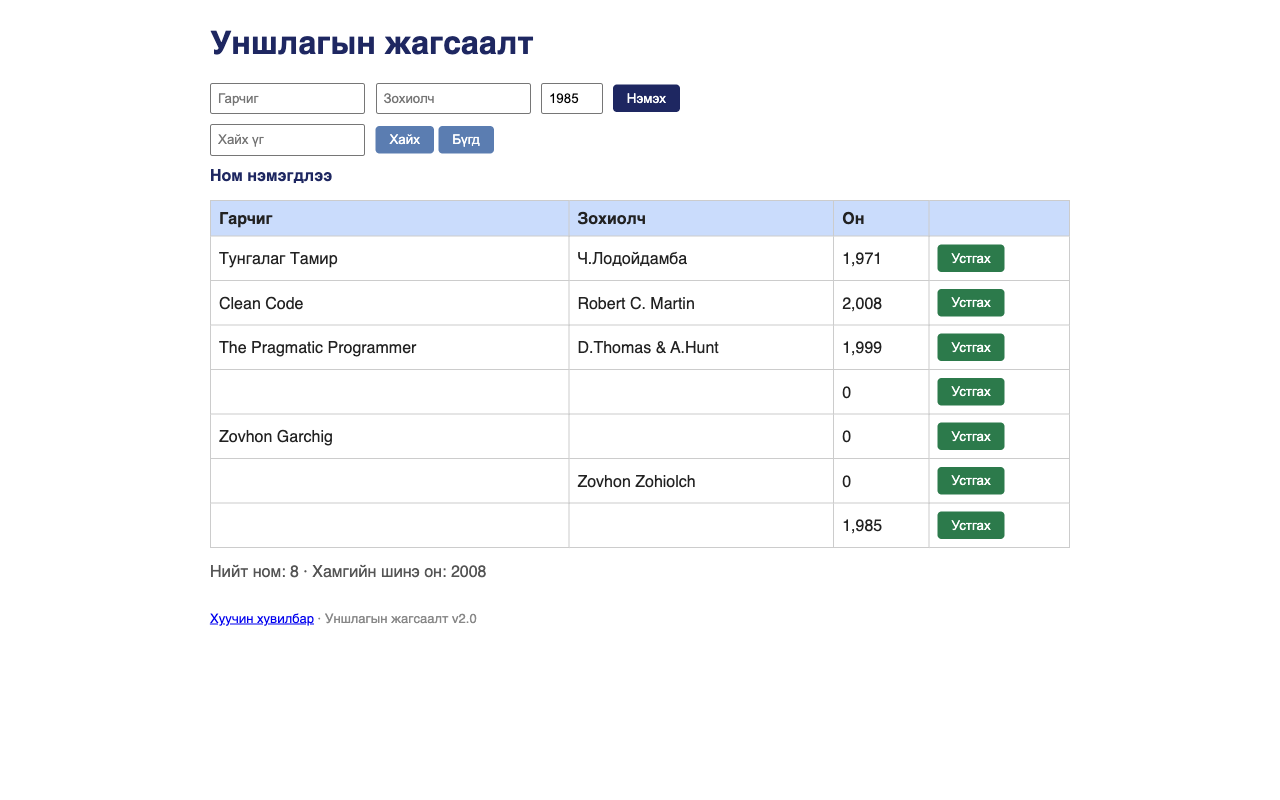 Уншлагын жагсаалт
Гарчиг Зохиолч 1985 Нэмэх
Хайх үг Хайх Бүгд
Ном нэмэгдлээ
Гарчиг Зохиолч Он
Тунгалаг Тамир Ч.Лодойдамба 1,971 Устгах
Clean Code Robert C. Martin 2,008 Устгах
The Pragmatic Programmer D.Thomas & A.Hunt 1,999 Устгах
0 Устгах
Zovhon Garchig 0 Устгах
Zovhon Zohiolch 0 Устгах
1,985 Устгах
Нийт ном: 8 · Хамгийн шинэ он: 2008
Хуучин хувилбар · Уншлагын жагсаалт v2.0